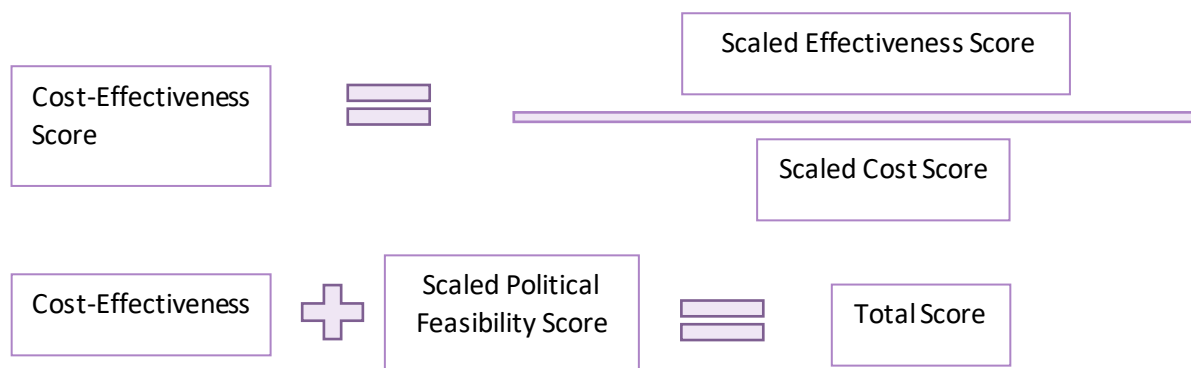 Scaled Effectiveness Score
Cost-Effectiveness
Score
Scaled Cost Score
Cost-Effectiveness
Scaled Political
Feasibility Score
Total Score